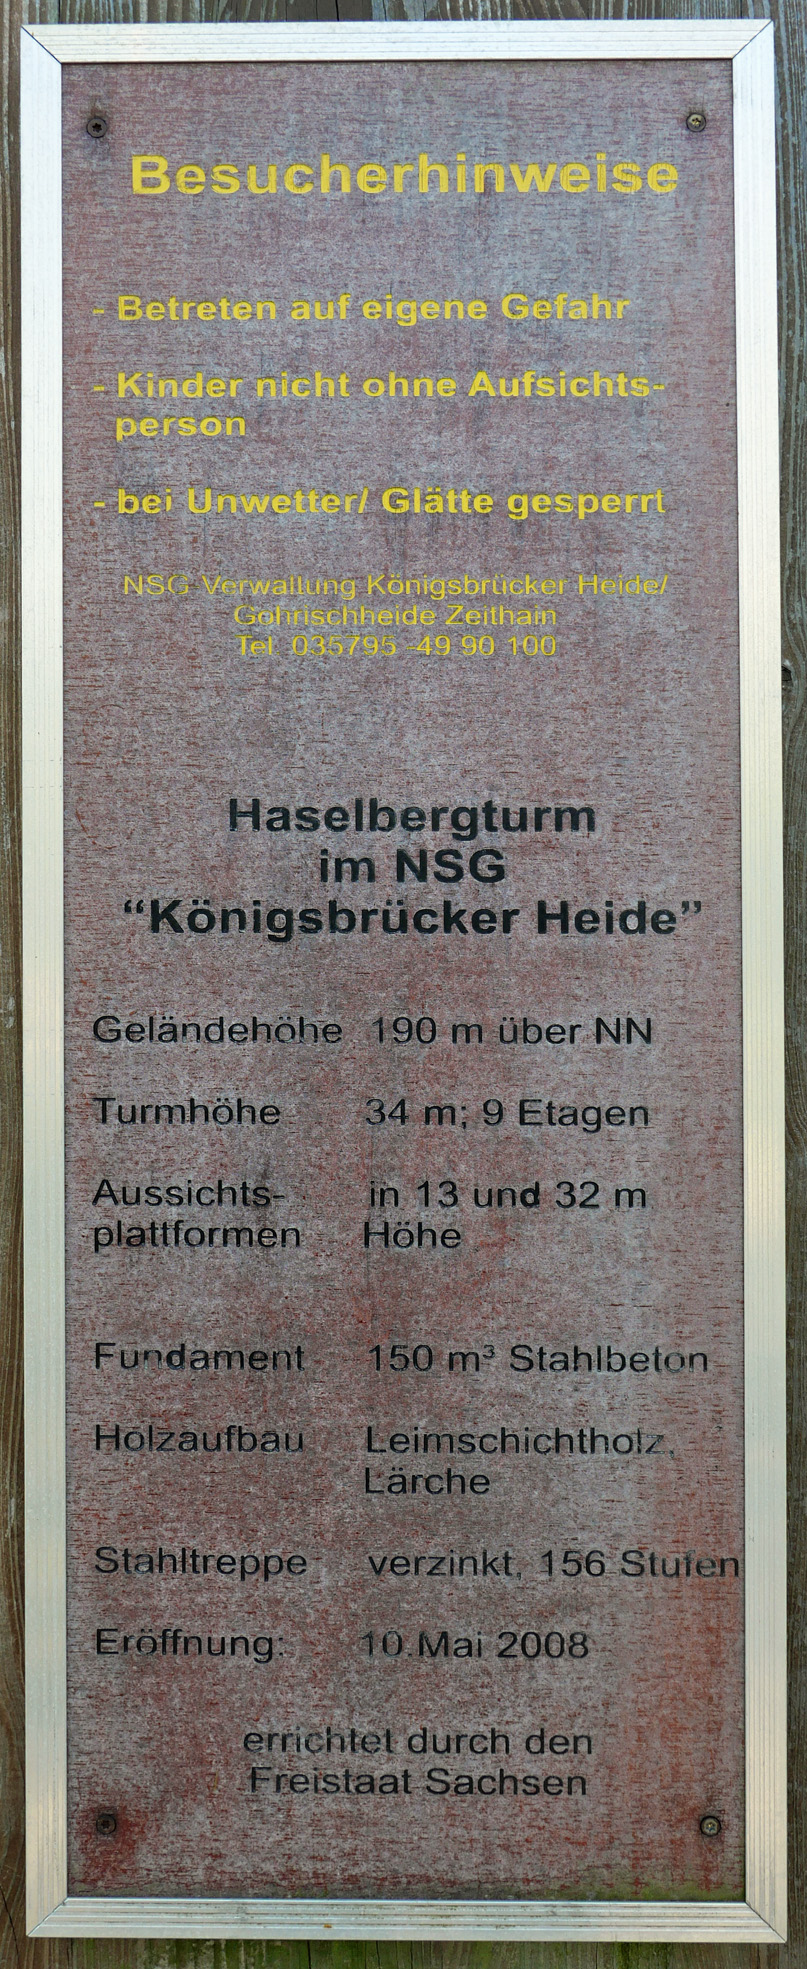 Besucherhinweise
- Betreten auf eigene Gefahr
- Kinder nicht ohne Aufsichts-
person
- bei Unwetter/ Glätte gesperrt
NSG-Verwaltung Königsbrücker Heide/
Gohrischheide Zeithain
Tel. 035795 -49 90 100
Haselbergturm
im NSG
“Königsbrücker Heide”
Geländehöhe 190 m über NN
Turmhöhe 34 m; 9 Etagen
Aussichts- in 13 und 32 m
plattformen Höhe
Fundament 150 m³ Stahlbeton
Holzaufbau Leimschichtholz,
Lärche
Stahltreppe verzinkt, 156 Stufen
Eröffnung: 10.Mai 2008
errichtet durch den
Freistaat Sachsen